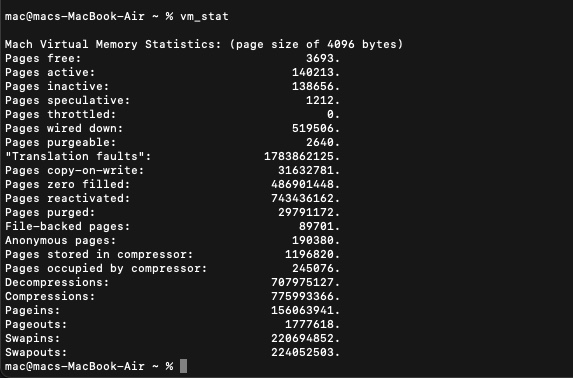 mac@macs-MacBook-Air ~ % vm_stat
Mach Virtual Memory Statistics: (page size of 4096 bytes)
Pages free: 3693.
Pages active: 140213.
Pages inactive: 138656.
Pages speculative: 1212.
Pages throttled: 0.
Pages wired down: 519506.
Pages purgeable: 2640.
"Translation faults": 1783862125.
Pages copy-on-write: 31632781.
Pages zero filled: 486901448.
Pages reactivated: 743436162.
Pages purged: 29791172.
File-backed pages: 89701.
Anonymous pages: 190380.
Pages stored in compressor: 1196820.
Pages occupied by compressor: 245076.
Decompressions: 707975127.
Compressions: 775993366.
Pageins: 156063941.
Pageouts: 1777618.
Swapins: 220694852.
Swapouts: 224052503.
mac@macs-MacBook-Air ~ %